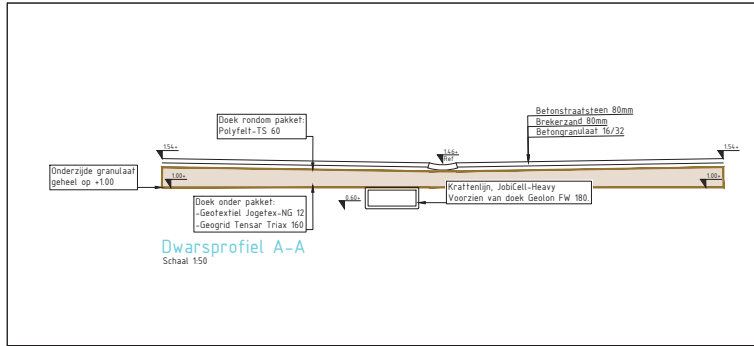 Betonstraatsteen 80mm
Brekerzand 80mm
Betongranulaat 16/32
Doek rondom pakket:
Polyfelt-TS 60
1.54+
1.46+
Ref
1.54+
Onderzijde granulaat
geheel op +1.00
1.00+
1.00+
Doek onder pakket:
-Geotextiel Jogetex-NG 12
-Geogrid Tensar Triax 160
0.60+
Krattenlijn, JobiCell-Heavy
Voorzien van doek Geolon FW 180.
Dwarsprofiel A-A
Schaal 1:50